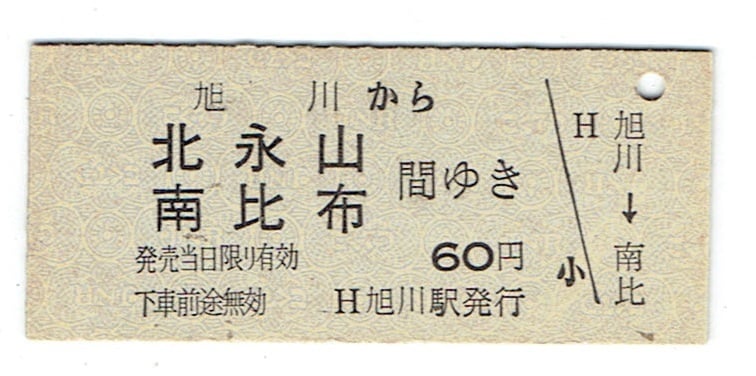 旭川から
北永山
南比布
間ゆき
発売当日限り有効
60円
下車前途無効
H旭川駅発行
小
H
旭川→南比